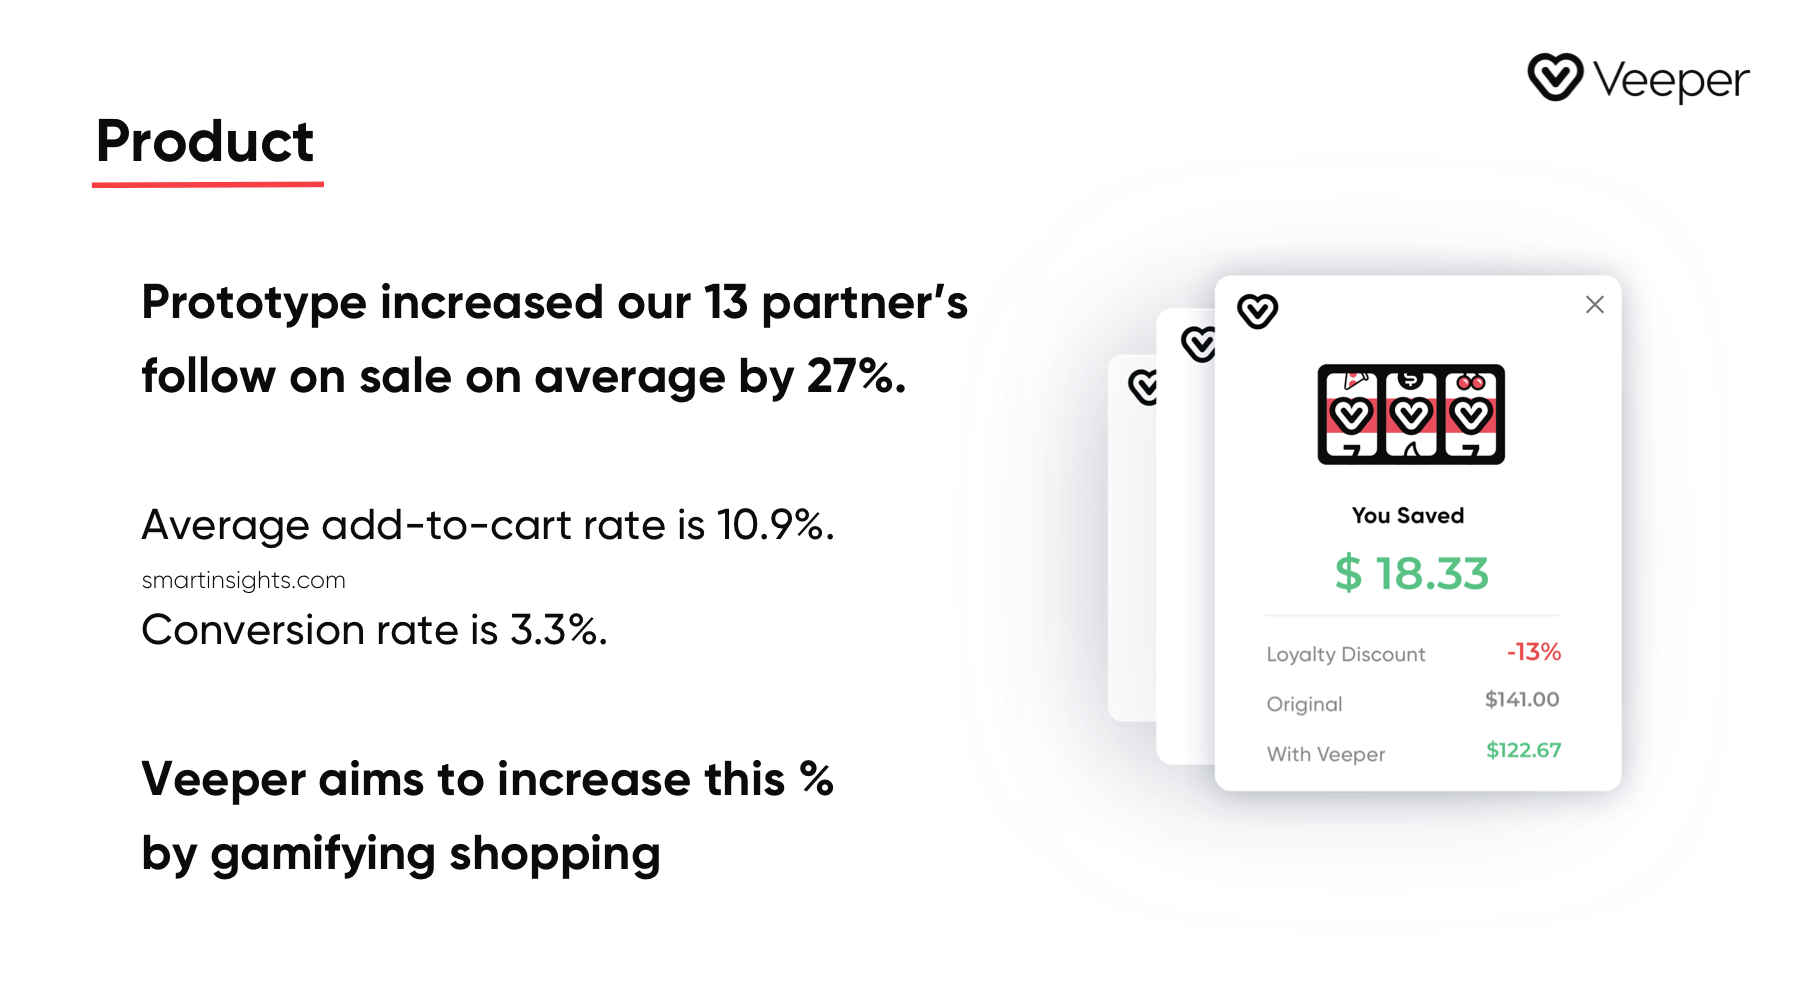 Veeper
Product
Prototype increased our 13 partner’s
follow on sale on average by 27%.
Average add-to-cart rate is 10.9%.
smartinsights.com
Conversion rate is 3.3%.
Veeper aims to increase this %
by gamifying shopping
You Saved
$ 18.33
Loyalty Discount -13%
Original $141.00
With Veeper $122.67